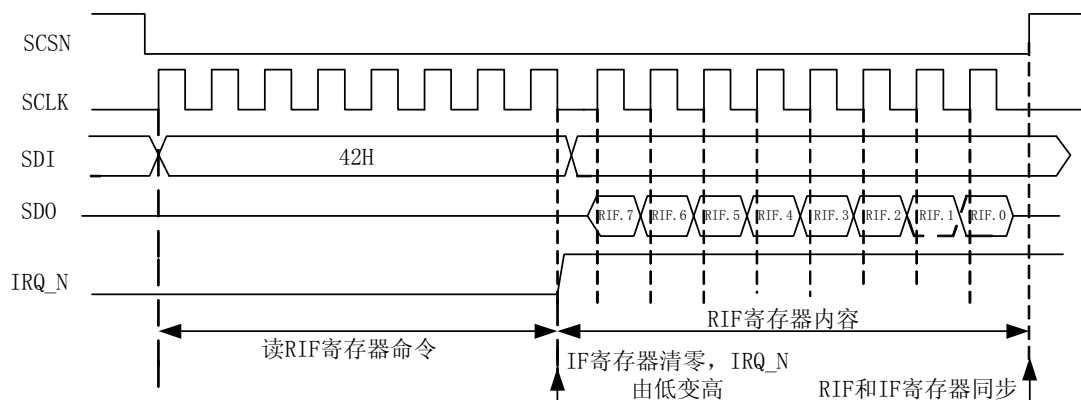 SCSN
SCLK
SDI
42H
SDO
RIF.7 RIF.6 RIF.5 RIF.4 RIF.3 RIF.2 RIF.1 RIF.0
IRQ_N
读RIF寄存器命令
RIF寄存器内容
IF寄存器清零，IRQ_N
由低变高
RIF和IF寄存器同步